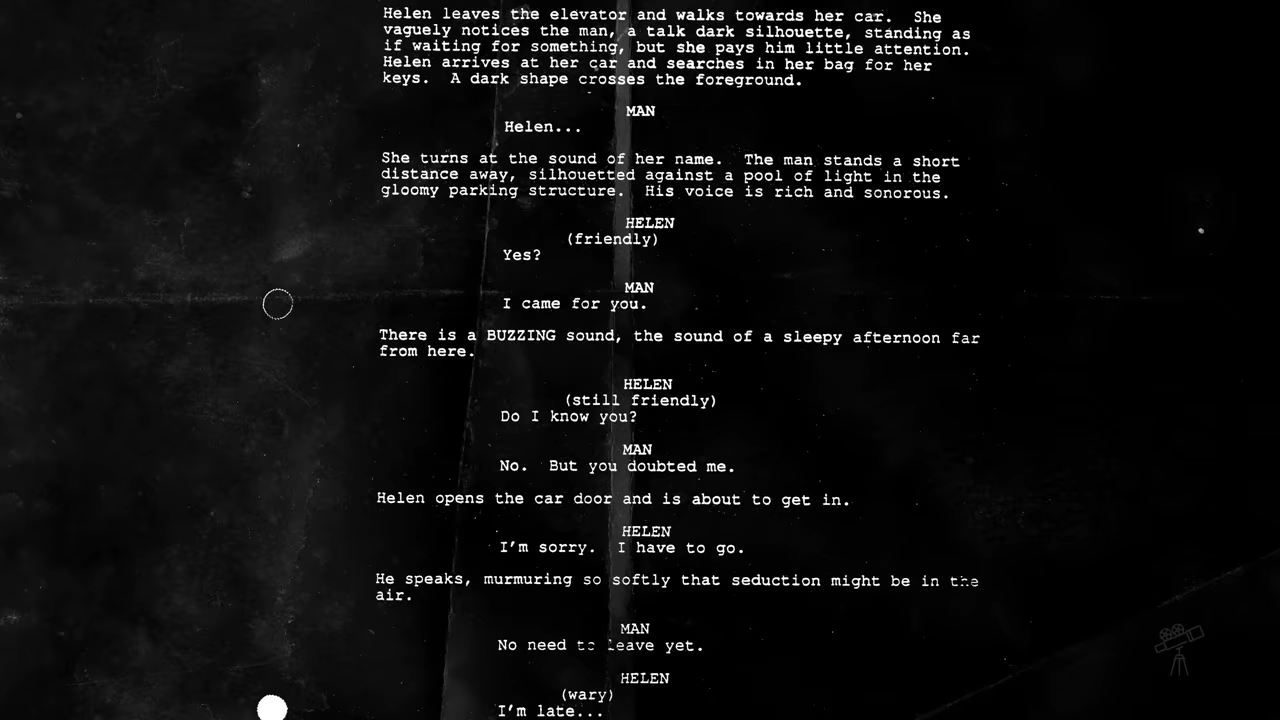 Helen leaves the elevator and walks towards her car.  She
vaguely notices the man, a talk dark silhouette, standing as
if waiting for something, but she pays him little attention.
Helen arrives at her car and searches in her bag for her
keys.  A dark shape crosses the foreground.
MAN
Helen...
She turns at the sound of her name.  The man stands a short
distance away, silhouetted against a pool of light in the
gloomy parking structure.  His voice is rich and sonorous.
HELEN
(friendly)
Yes?
MAN
I came for you.
There is a BUZZING sound, the sound of a sleepy afternoon far
from here.
HELEN
(still friendly)
Do I know you?
MAN
No.  But you doubted me.
Helen opens the car door and is about to get in.
HELEN
I'm sorry.  I have to go.
He speaks, murmuring so softly that seduction might be in the
air.
MAN
No need to leave yet.
HELEN
(wary)
I'm late...